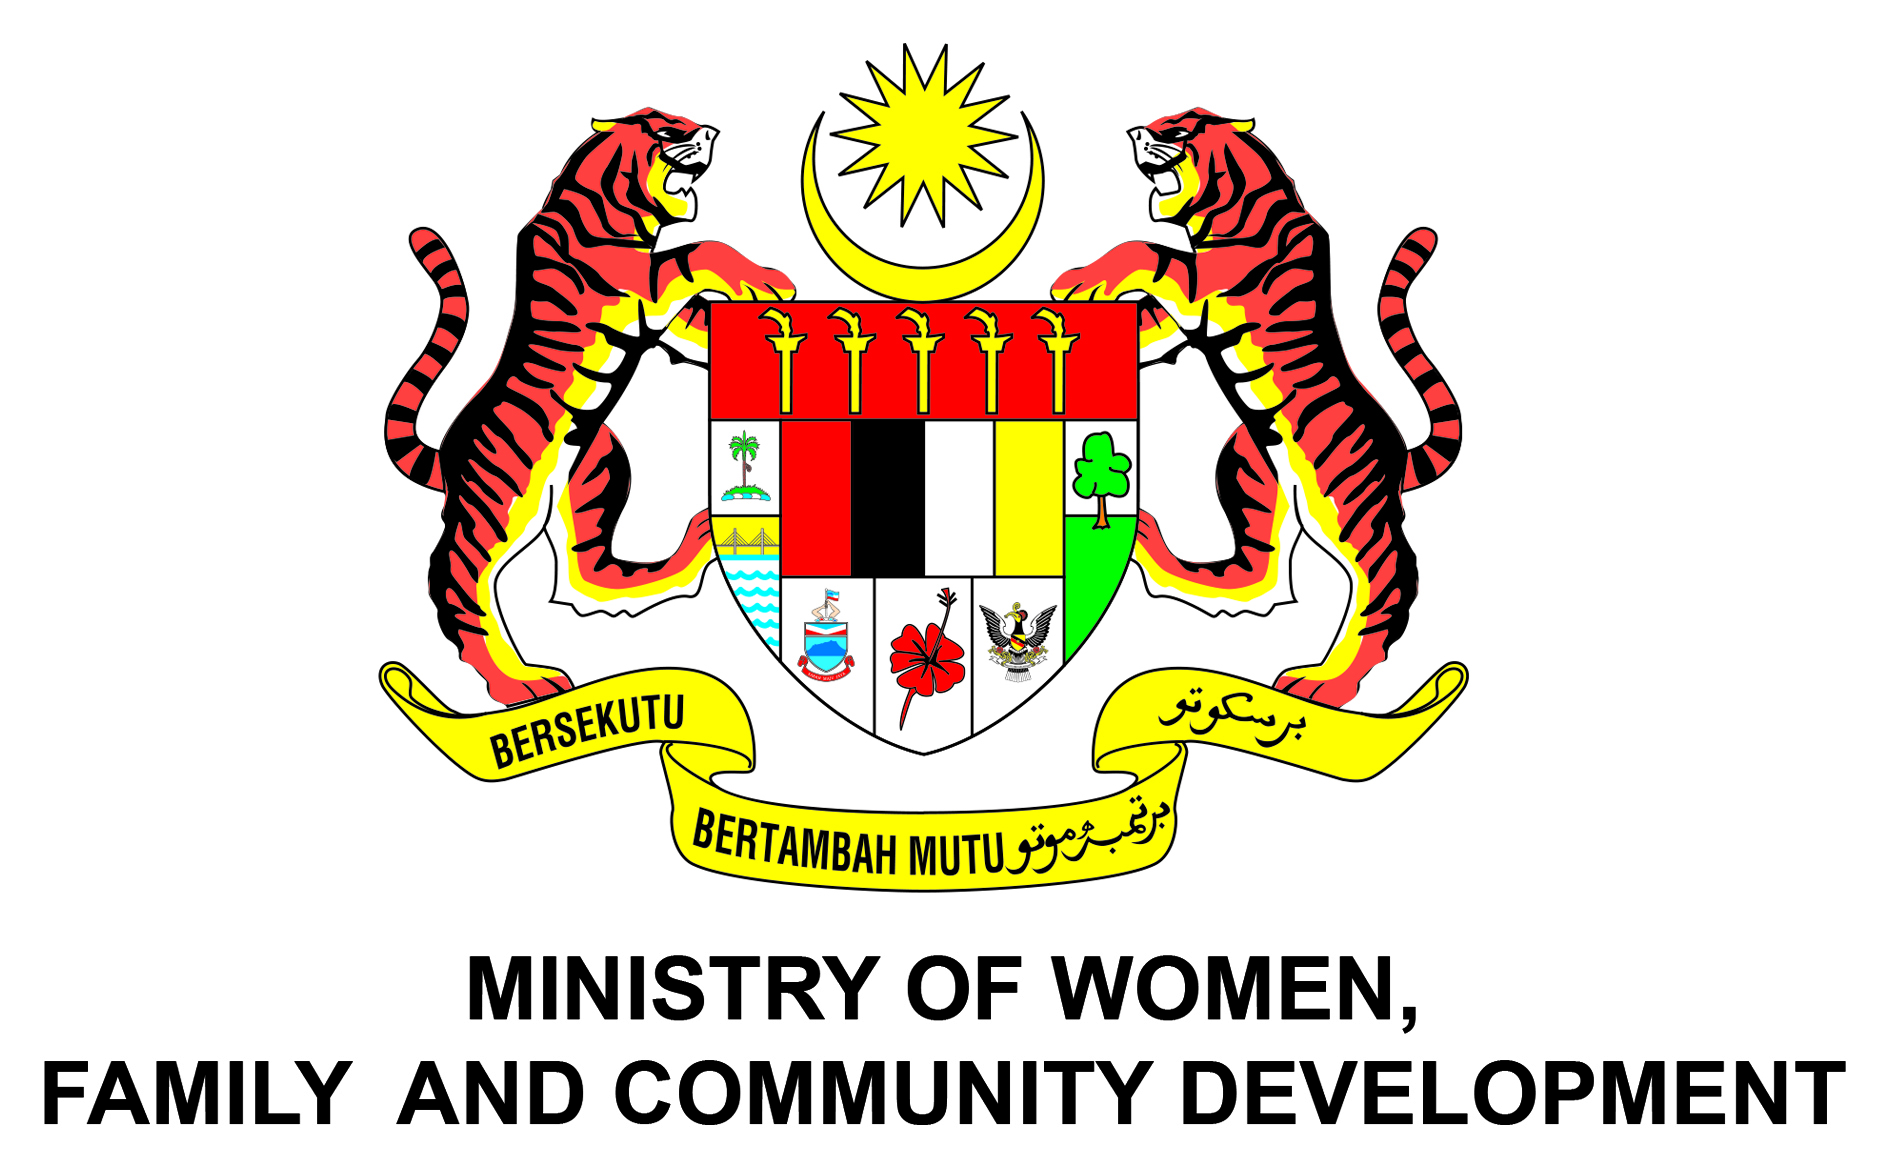 BERSEKUTU
برسکوتو
BERTAMBAH MUTU
برتمبه موتو
MINISTRY OF WOMEN,
FAMILY AND COMMUNITY DEVELOPMENT